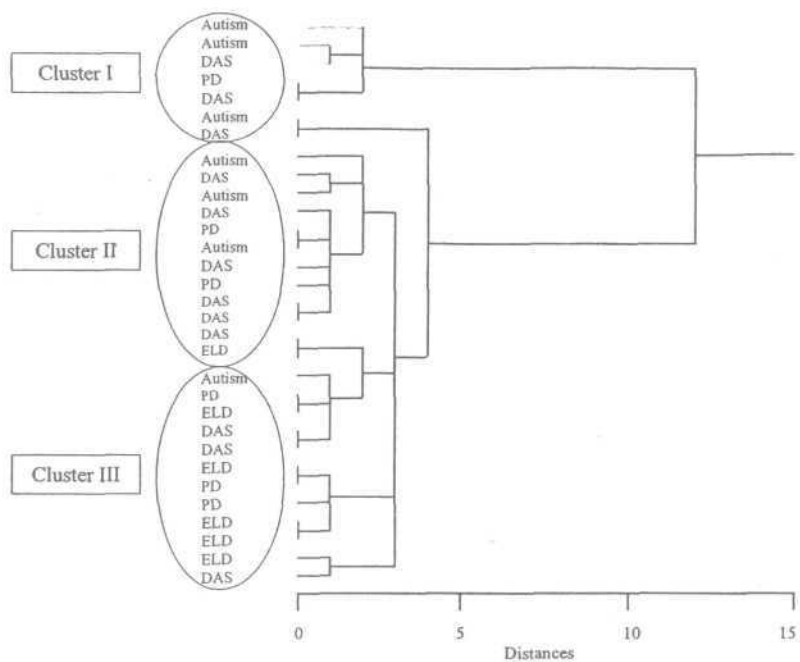 Autism
Autism
DAS
Cluster I
PD
DAS
Autism
DAS
Autism
DAS
Autism
DAS
PD
Cluster II
Autism
DAS
PD
DAS
DAS
DAS
ELD
Autism
PD
ELD
DAS
DAS
Cluster III
ELD
PD
PD
ELD
ELD
ELD
DAS
0 5 10 15
Distances